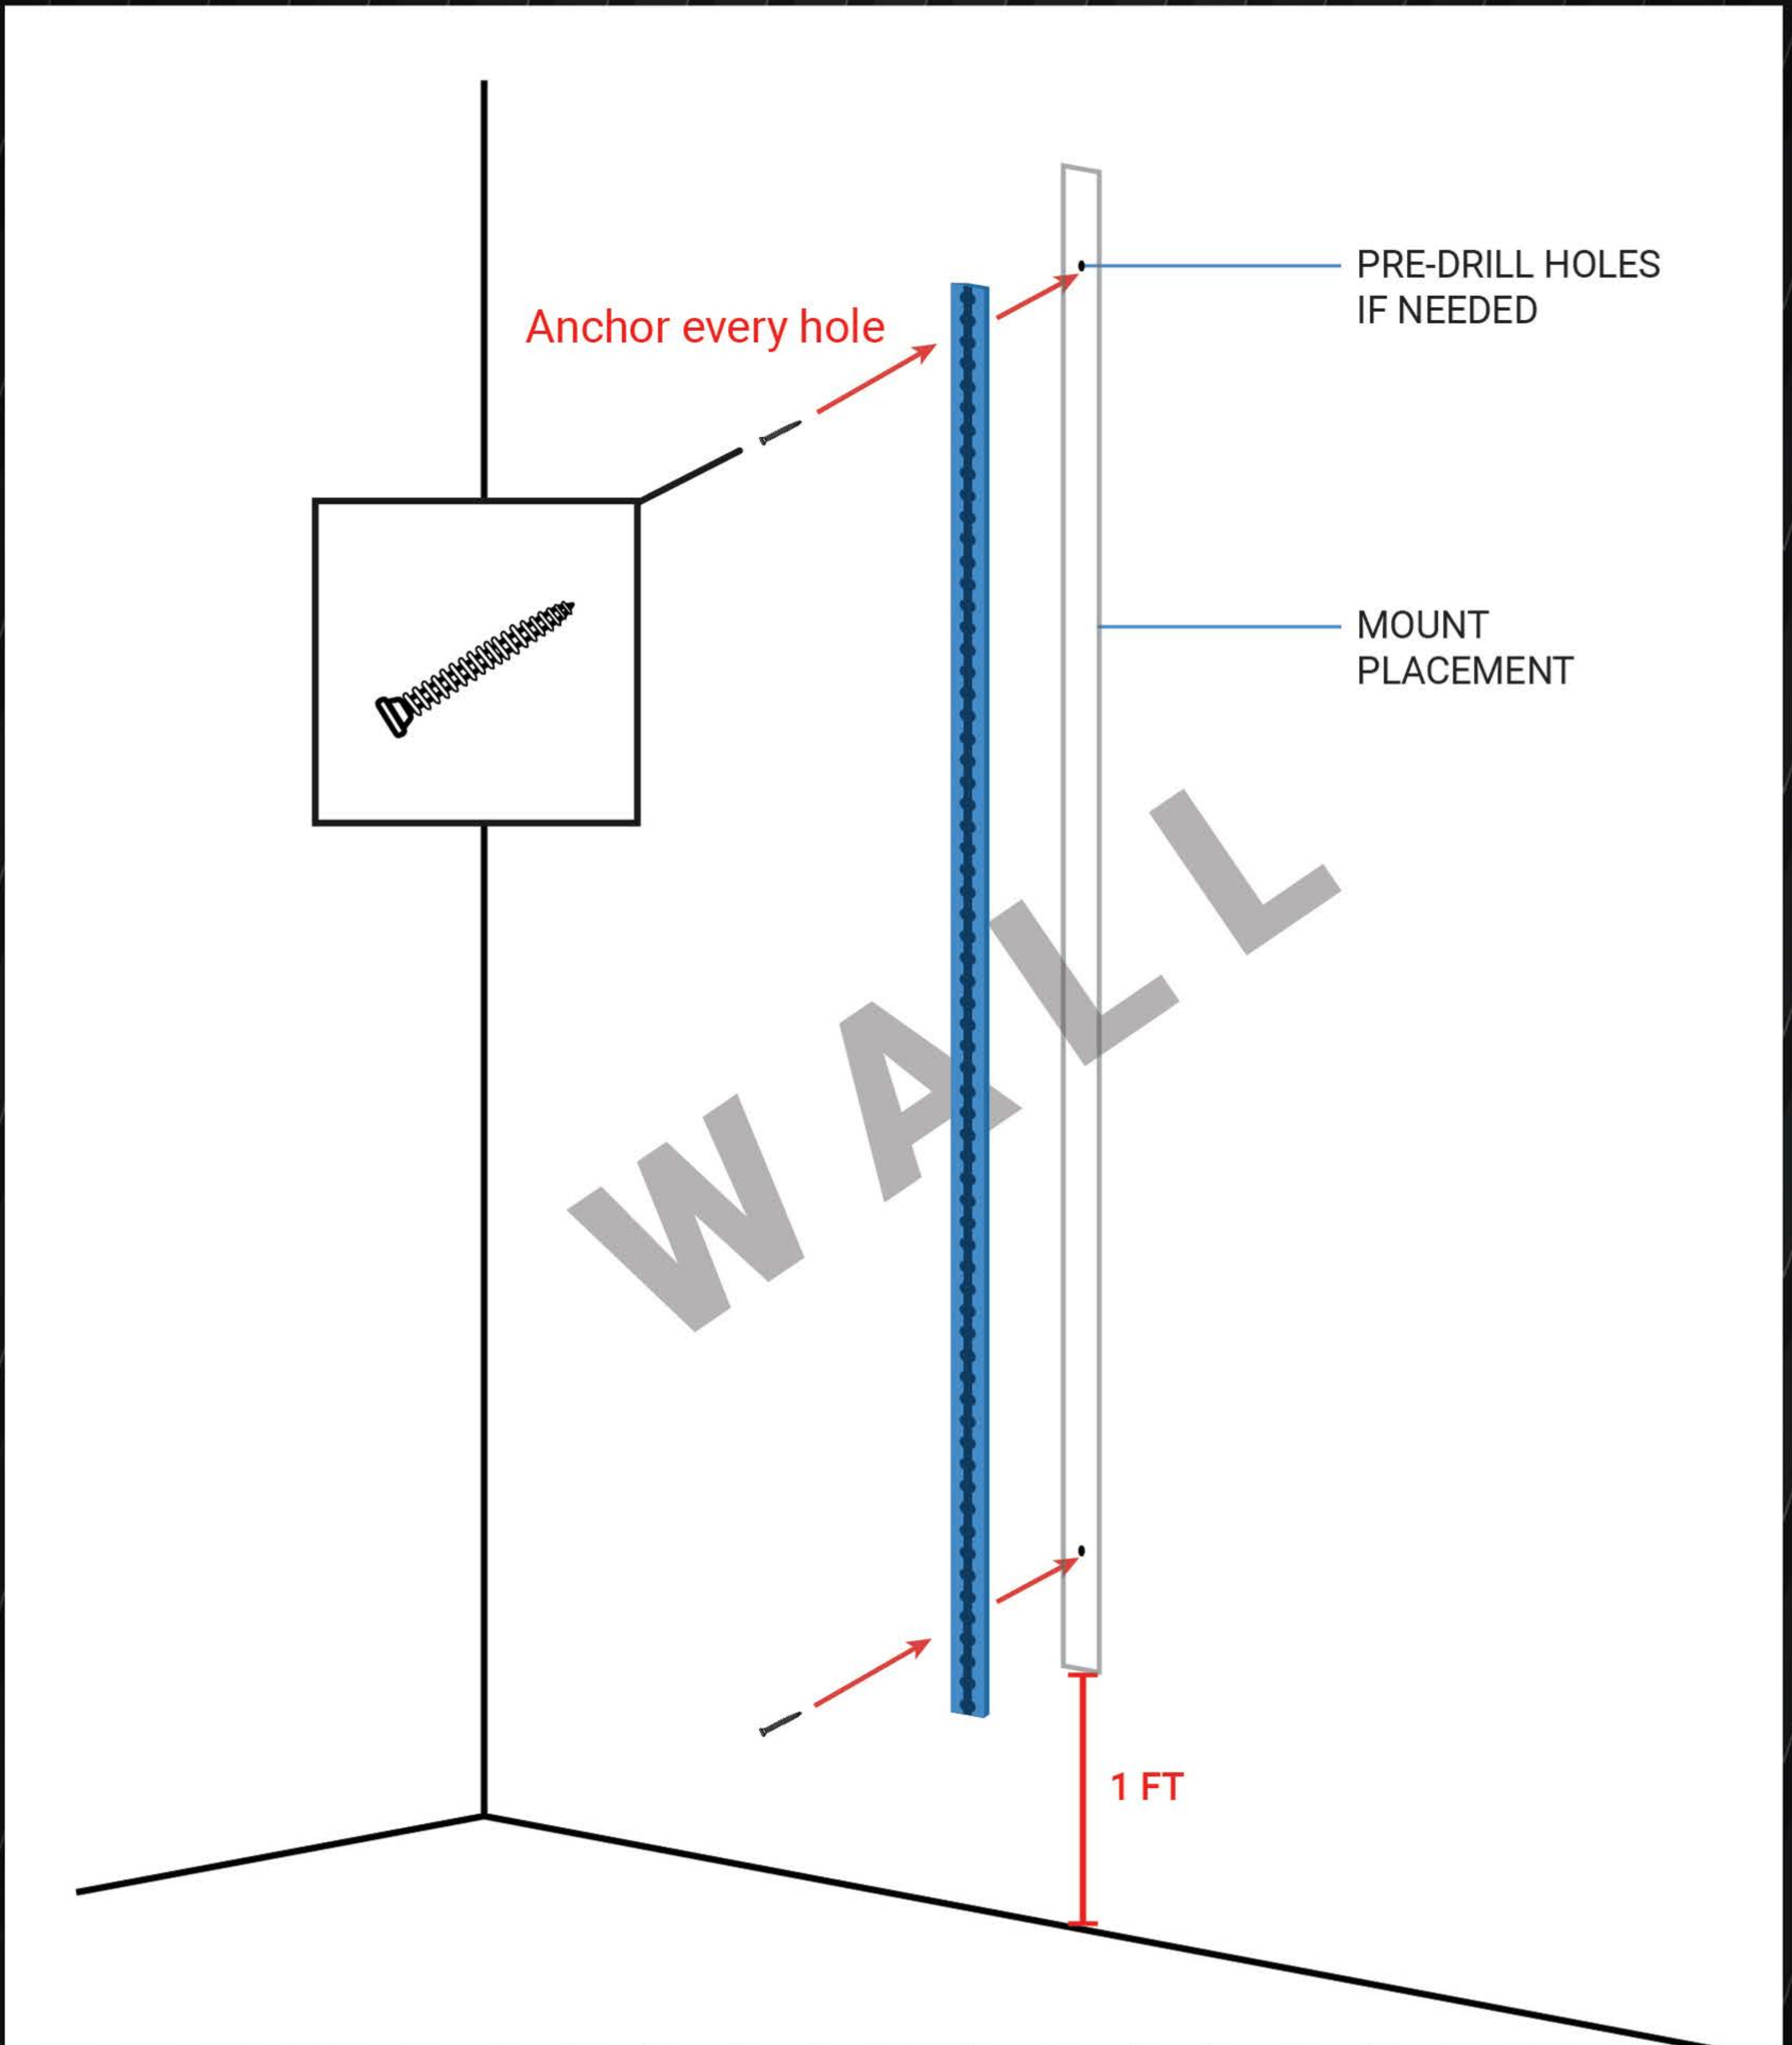 PRE-DRILL HOLES
IF NEEDED
Anchor every hole
MOUNT
PLACEMENT
WALL
1 FT